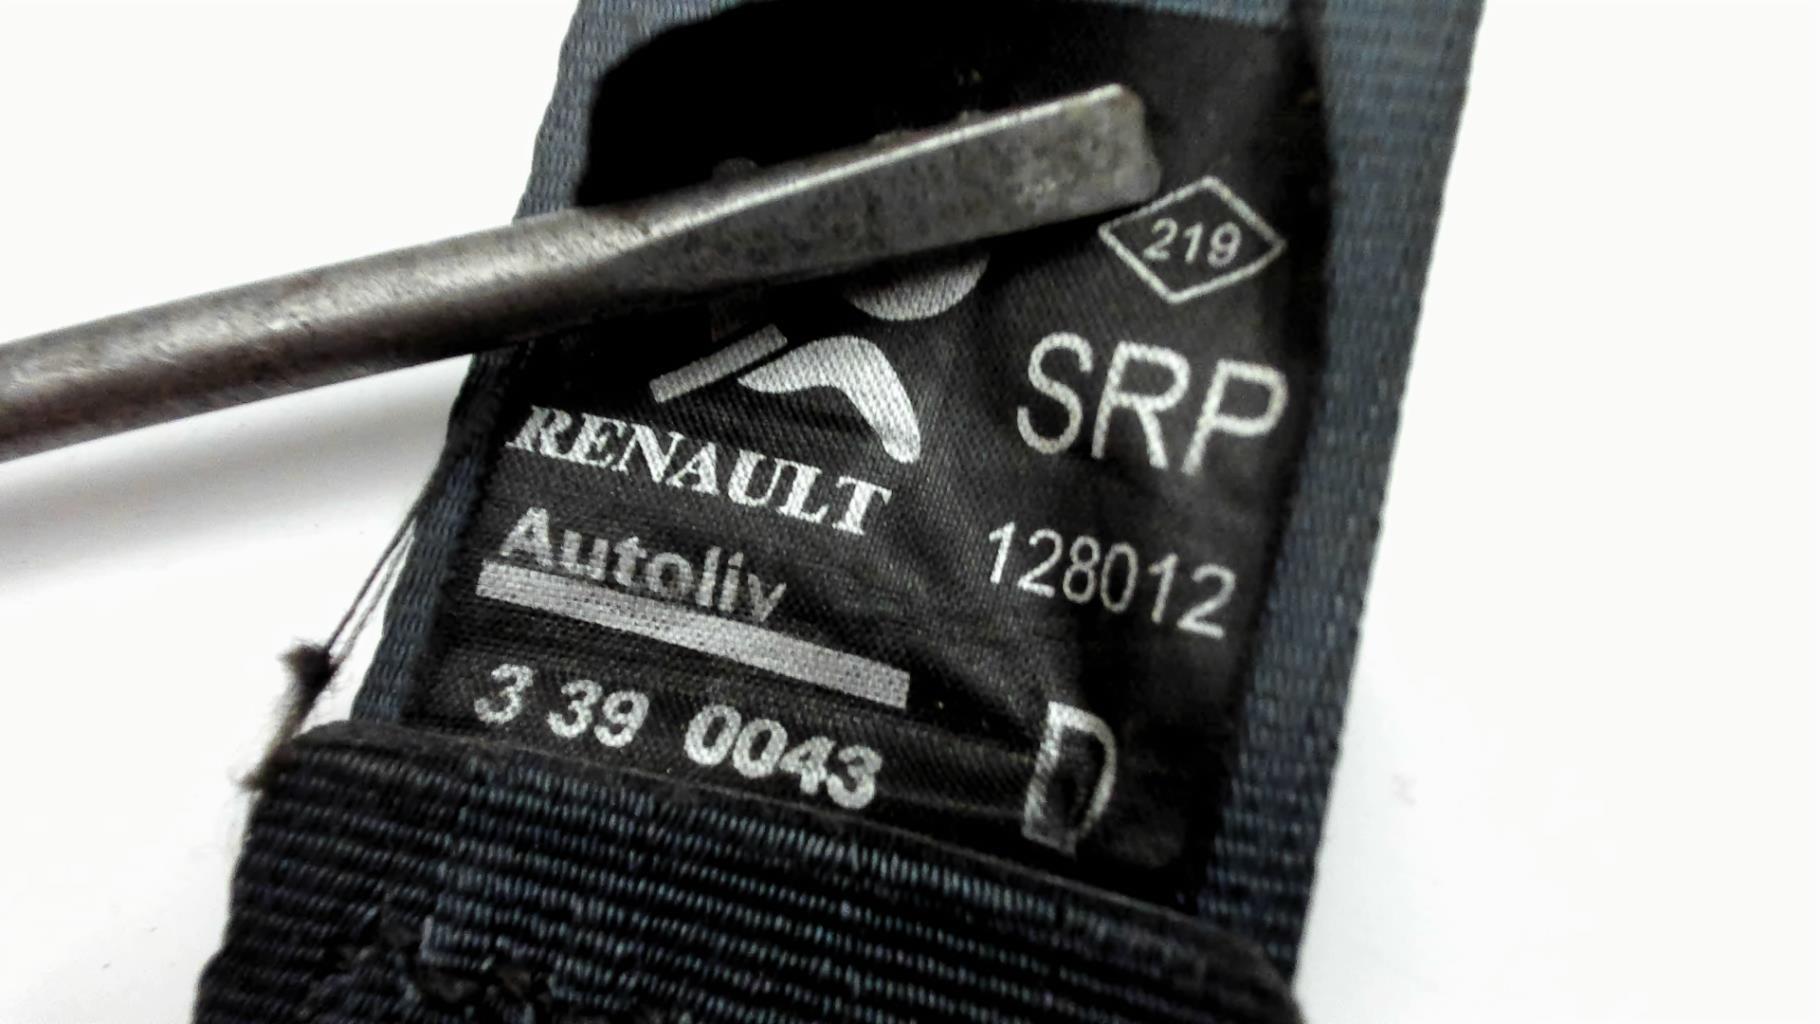 219
SRP
RENAULT
Autoliv
128012
3 39 0043
D